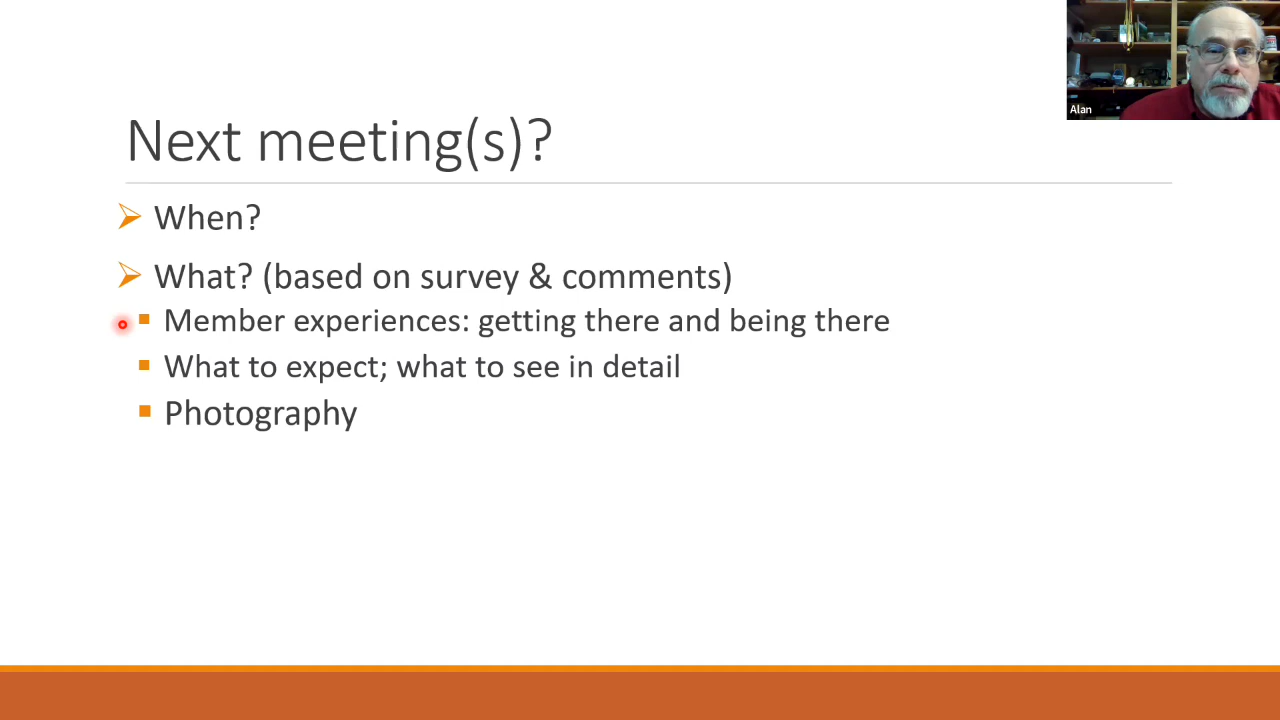 Alan
Next meeting(s)?
When?
What? (based on survey & comments)
Member experiences: getting there and being there
What to expect; what to see in detail
Photography